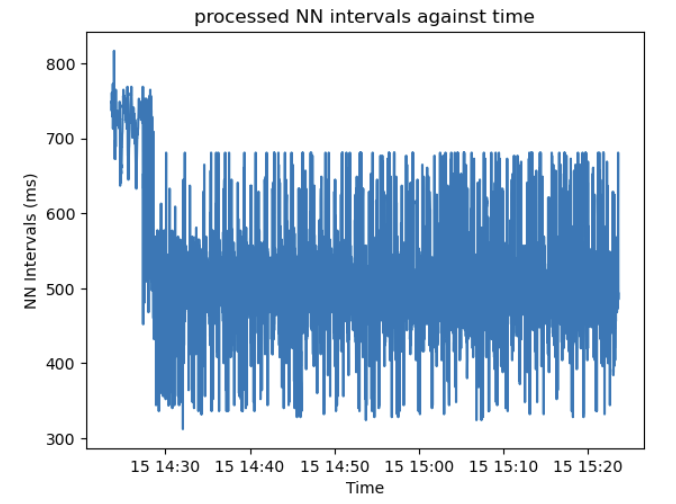 processed NN intervals against time
NN Intervals (ms)
800
700
600
500
400
300
15 14:30 15 14:40 15 14:50 15 15:00 15 15:10 15 15:20
Time